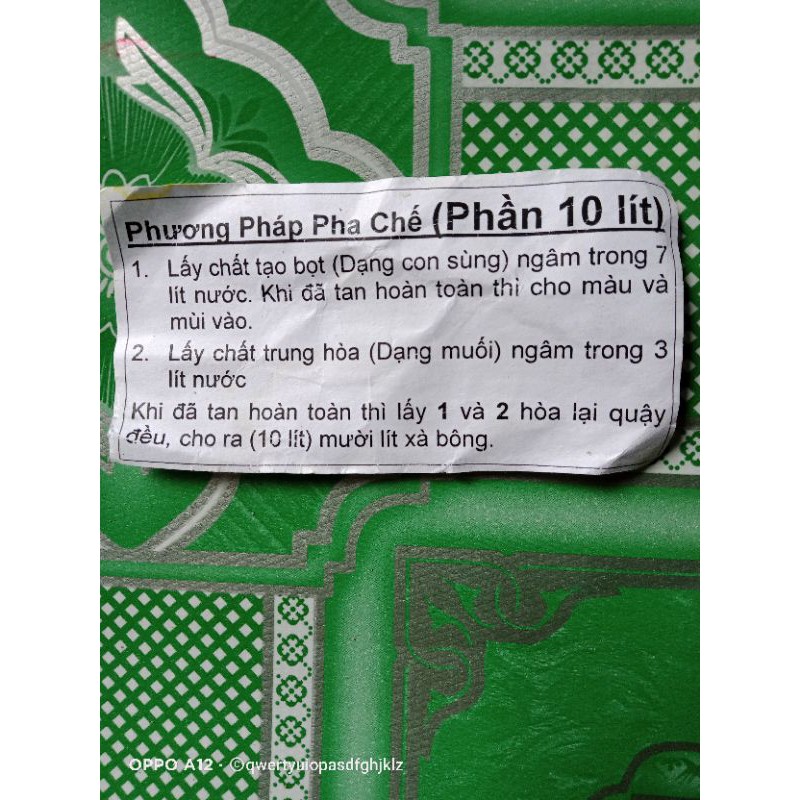 Phương Pháp Pha Chế (Phần 10 lít)
1. Lấy chất tạo bọt (Dạng con sùng) ngâm trong 7
lít nước. Khi đã tan hoàn toàn thì cho màu và
mùi vào.
2. Lấy chất trung hòa (Dạng muối) ngâm trong 3
lít nước
Khi đã tan hoàn toàn thì lấy 1 và 2 hòa lại quậy
đều, cho ra (10 lít) mười lít xà bông.
OPPO A12 · ©qwertyuiopasdfghjklz